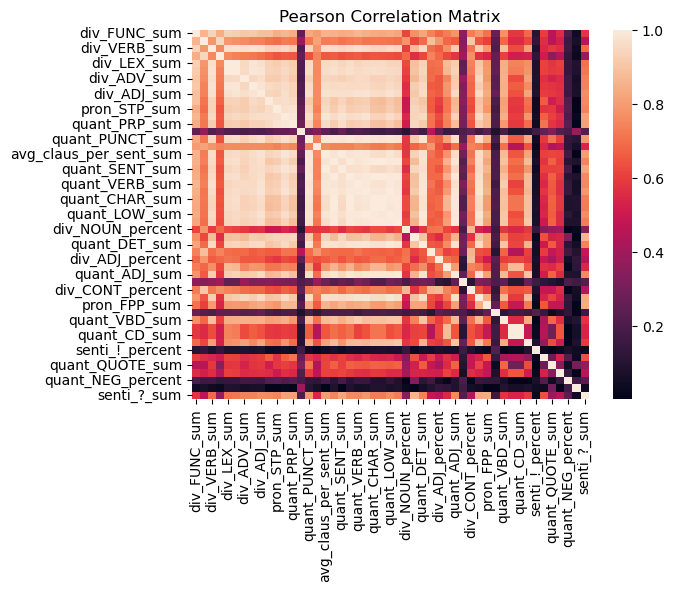 Pearson Correlation Matrix
div_FUNC_sum
div_VERB_sum
div_LEX_sum
div_ADV_sum
div_ADJ_sum
pron_STP_sum
quant_PRP_sum
quant_PUNCT_sum
avg_claus_per_sent_sum
quant_SENT_sum
quant_VERB_sum
quant_CHAR_sum
quant_LOW_sum
div_NOUN_percent
quant_DET_sum
div_ADJ_percent
quant_ADJ_sum
div_CONT_percent
pron_FPP_sum
quant_VBD_sum
quant_CD_sum
senti_!_percent
quant_QUOTE_sum
quant_NEG_percent
senti_?_sum
div_FUNC_sum
div_VERB_sum
div_LEX_sum
div_ADV_sum
div_ADJ_sum
pron_STP_sum
quant_PRP_sum
quant_PUNCT_sum
avg_claus_per_sent_sum
quant_SENT_sum
quant_VERB_sum
quant_CHAR_sum
quant_LOW_sum
div_NOUN_percent
quant_DET_sum
div_ADJ_percent
quant_ADJ_sum
div_CONT_percent
pron_FPP_sum
quant_VBD_sum
quant_CD_sum
senti_!_percent
quant_QUOTE_sum
quant_NEG_percent
senti_?_sum
1.0
0.8
0.6
0.4
0.2